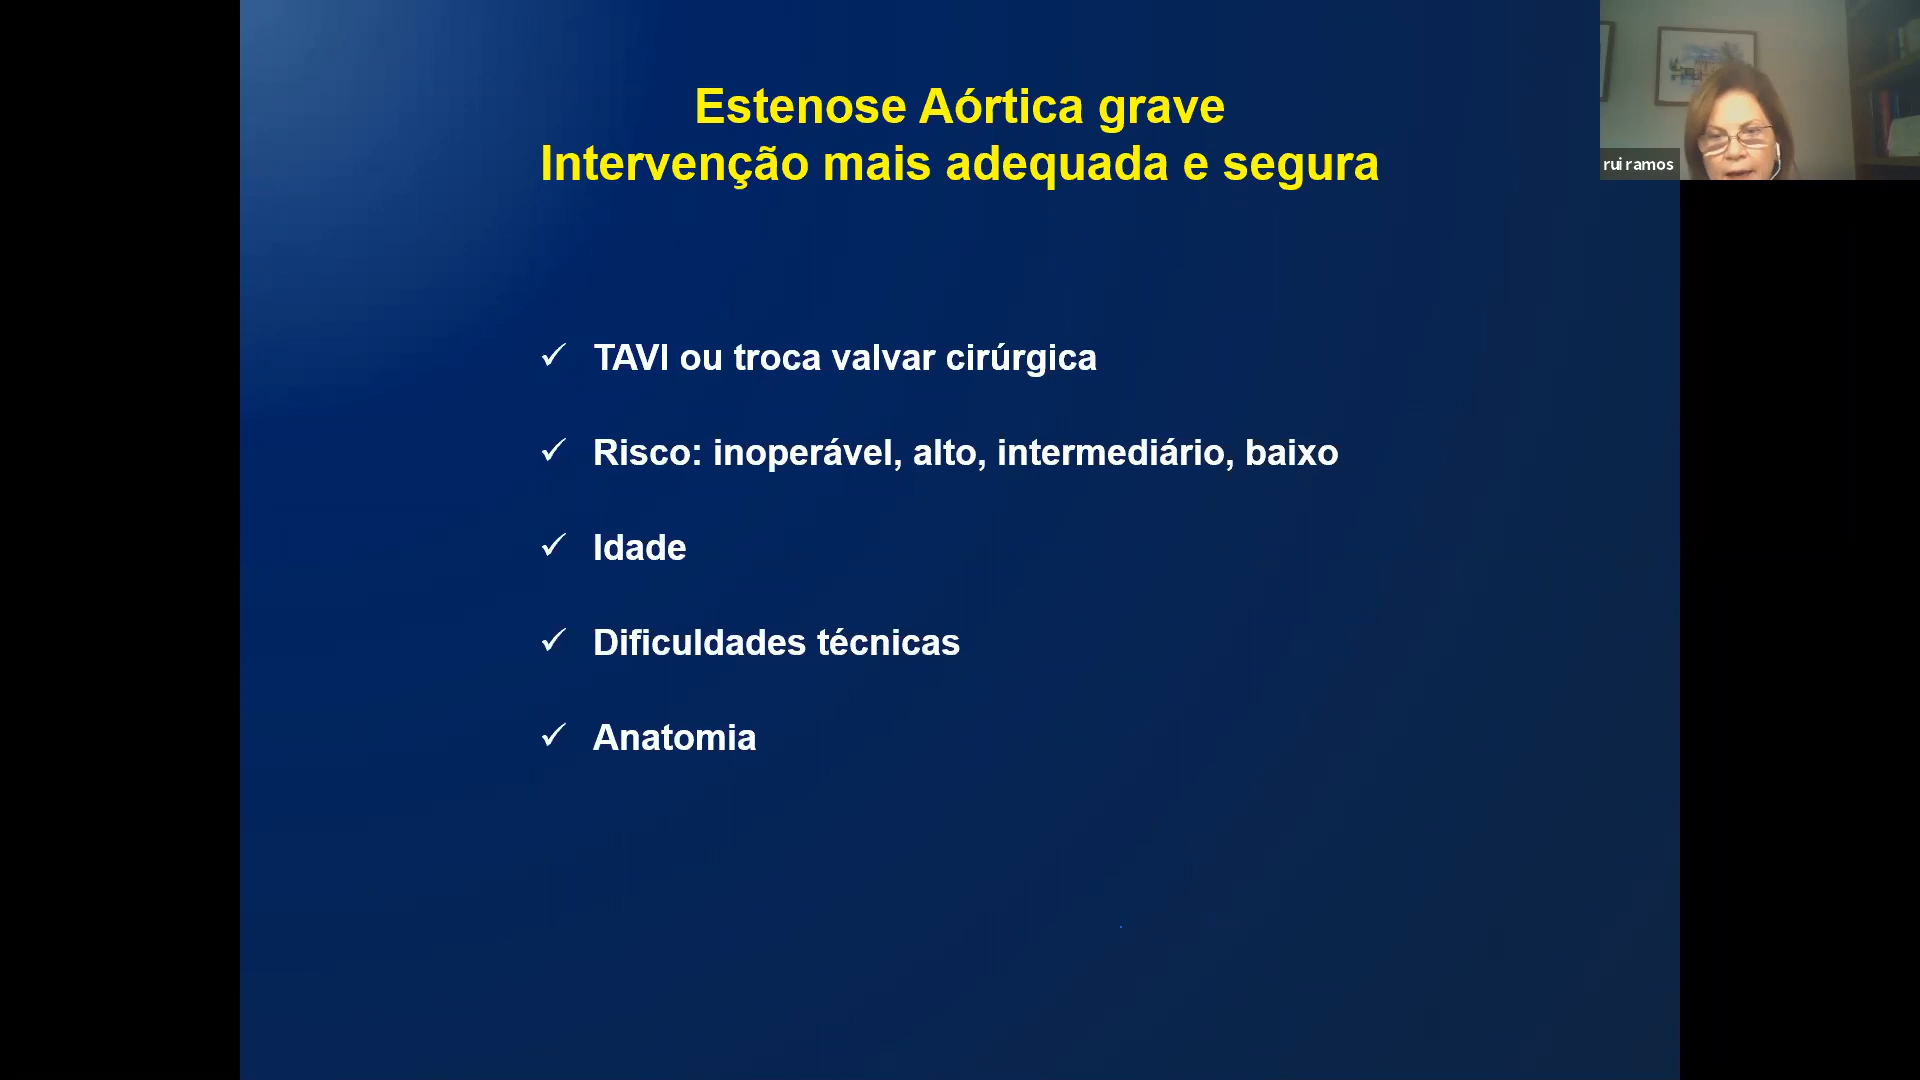 Estenose Aórtica grave
Intervenção mais adequada e segura
rui ramos
✓ TAVI ou troca valvar cirúrgica
✓ Risco: inoperável, alto, intermediário, baixo
✓ Idade
✓ Dificuldades técnicas
✓ Anatomia